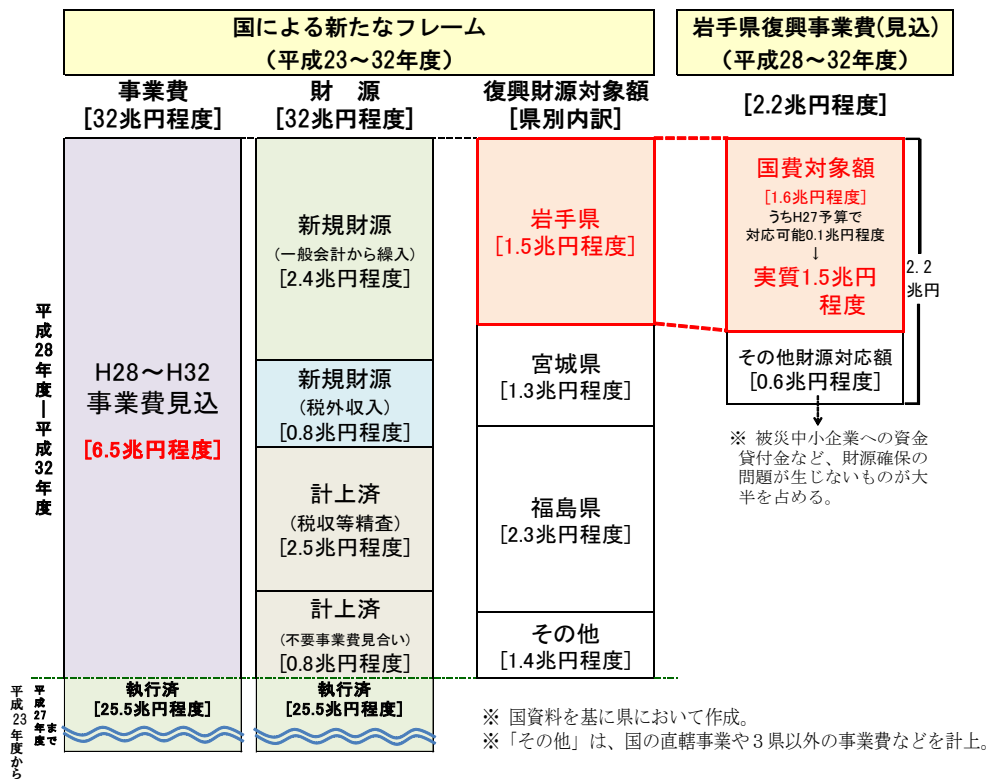 国による新たなフレーム
（平成23～32年度）
岩手県復興事業費(見込)
（平成28～32年度）
事業費
[32兆円程度]
財　源
[32兆円程度]
復興財源対象額
[県別内訳]
[2.2兆円程度]
平成28年度―平成32年度
H28～H32
事業費見込
[6.5兆円程度]
新規財源
(一般会計から繰入)
[2.4兆円程度]
新規財源
(税外収入)
[0.8兆円程度]
計上済
(税収等精査)
[2.5兆円程度]
計上済
(不要事業費見合い)
[0.8兆円程度]
岩手県
[1.5兆円程度]
宮城県
[1.3兆円程度]
福島県
[2.3兆円程度]
その他
[1.4兆円程度]
国費対象額
[1.6兆円程度]
うちH27予算で
対応可能0.1兆円程度
↓
実質1.5兆円
程度
2.2
兆円
その他財源対応額
[0.6兆円程度]
※ 被災中小企業への資金
貸付金など、財源確保の
問題が生じないものが大
半を占める。
平成23年度から
平成27年度まで
執行済
[25.5兆円程度]
執行済
[25.5兆円程度]
※ 国資料を基に県において作成。
※「その他」は、国の直轄事業や３県以外の事業費などを計上。